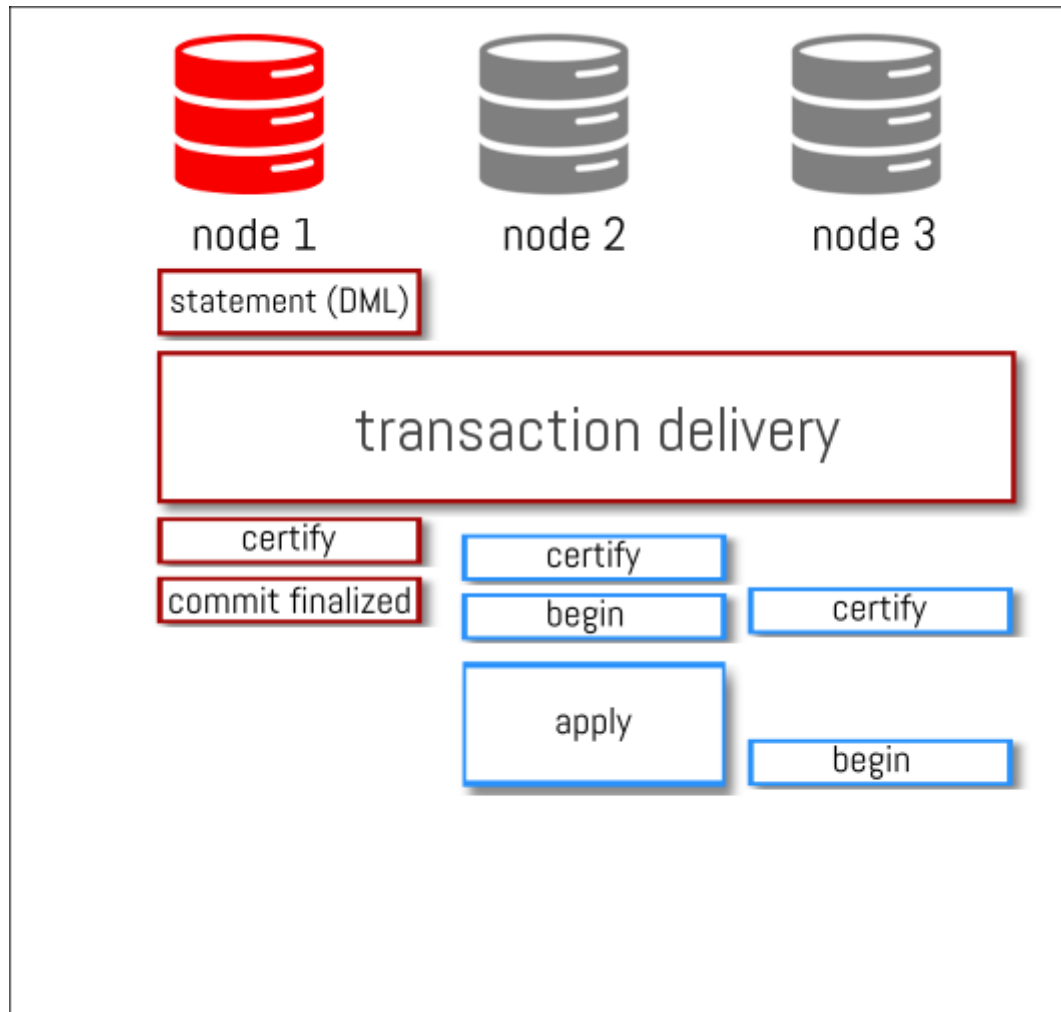 node 1
node 2
node 3
statement (DML)
transaction delivery
certify
certify
commit finalized
begin
certify
apply
begin